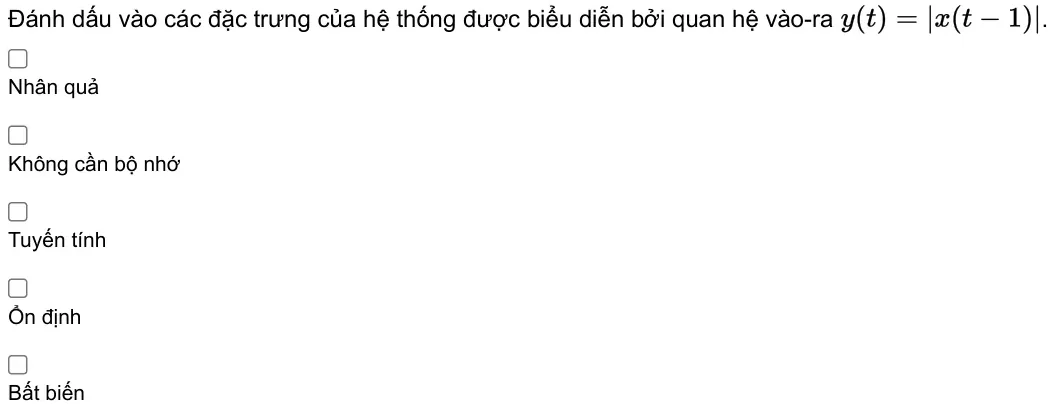 Đánh dấu vào các đặc trưng của hệ thống được biểu diễn bởi quan hệ vào-ra y(t) = |x(t − 1)|.
Nhân quả
Không cần bộ nhớ
Tuyến tính
Ổn định
Bất biến